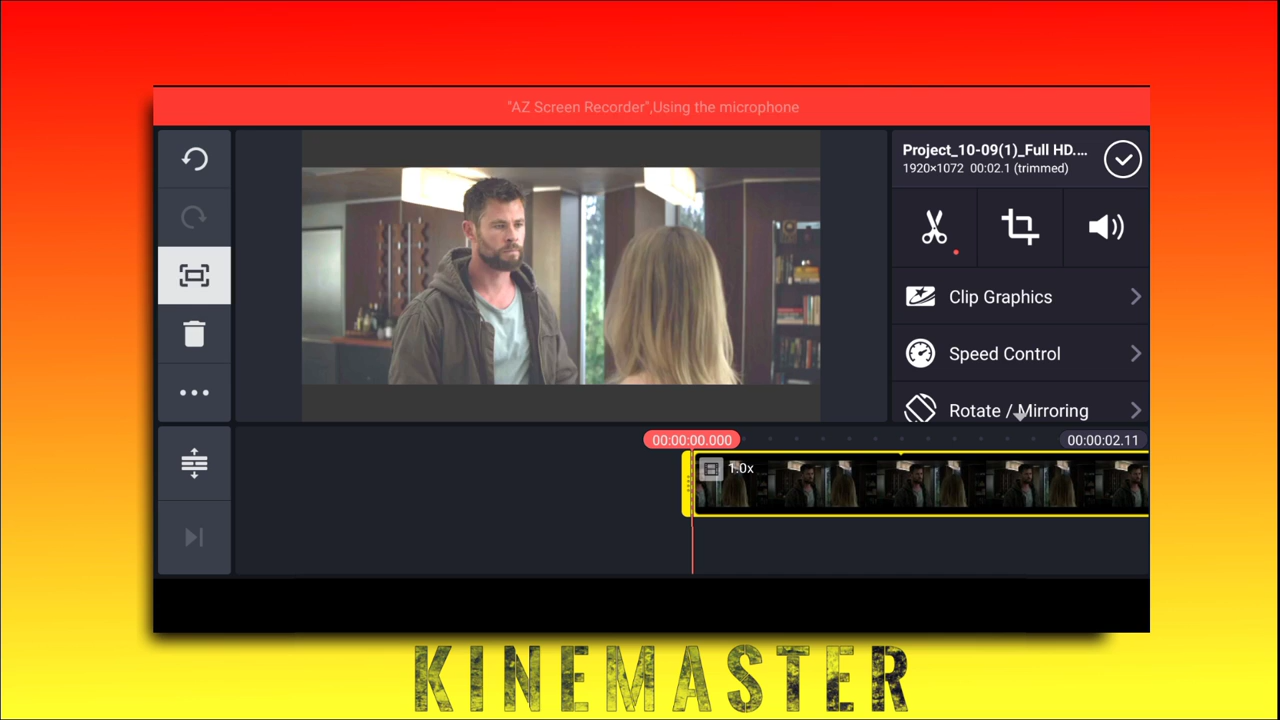 "AZ Screen Recorder",Using the microphone
Project_10-09(1)_Full HD....
1920×1072 00:02.1 (trimmed)
Clip Graphics
Speed Control
Rotate / Mirroring
00:00:00.000
00:00:02.11
1.0x
KINEMASTER